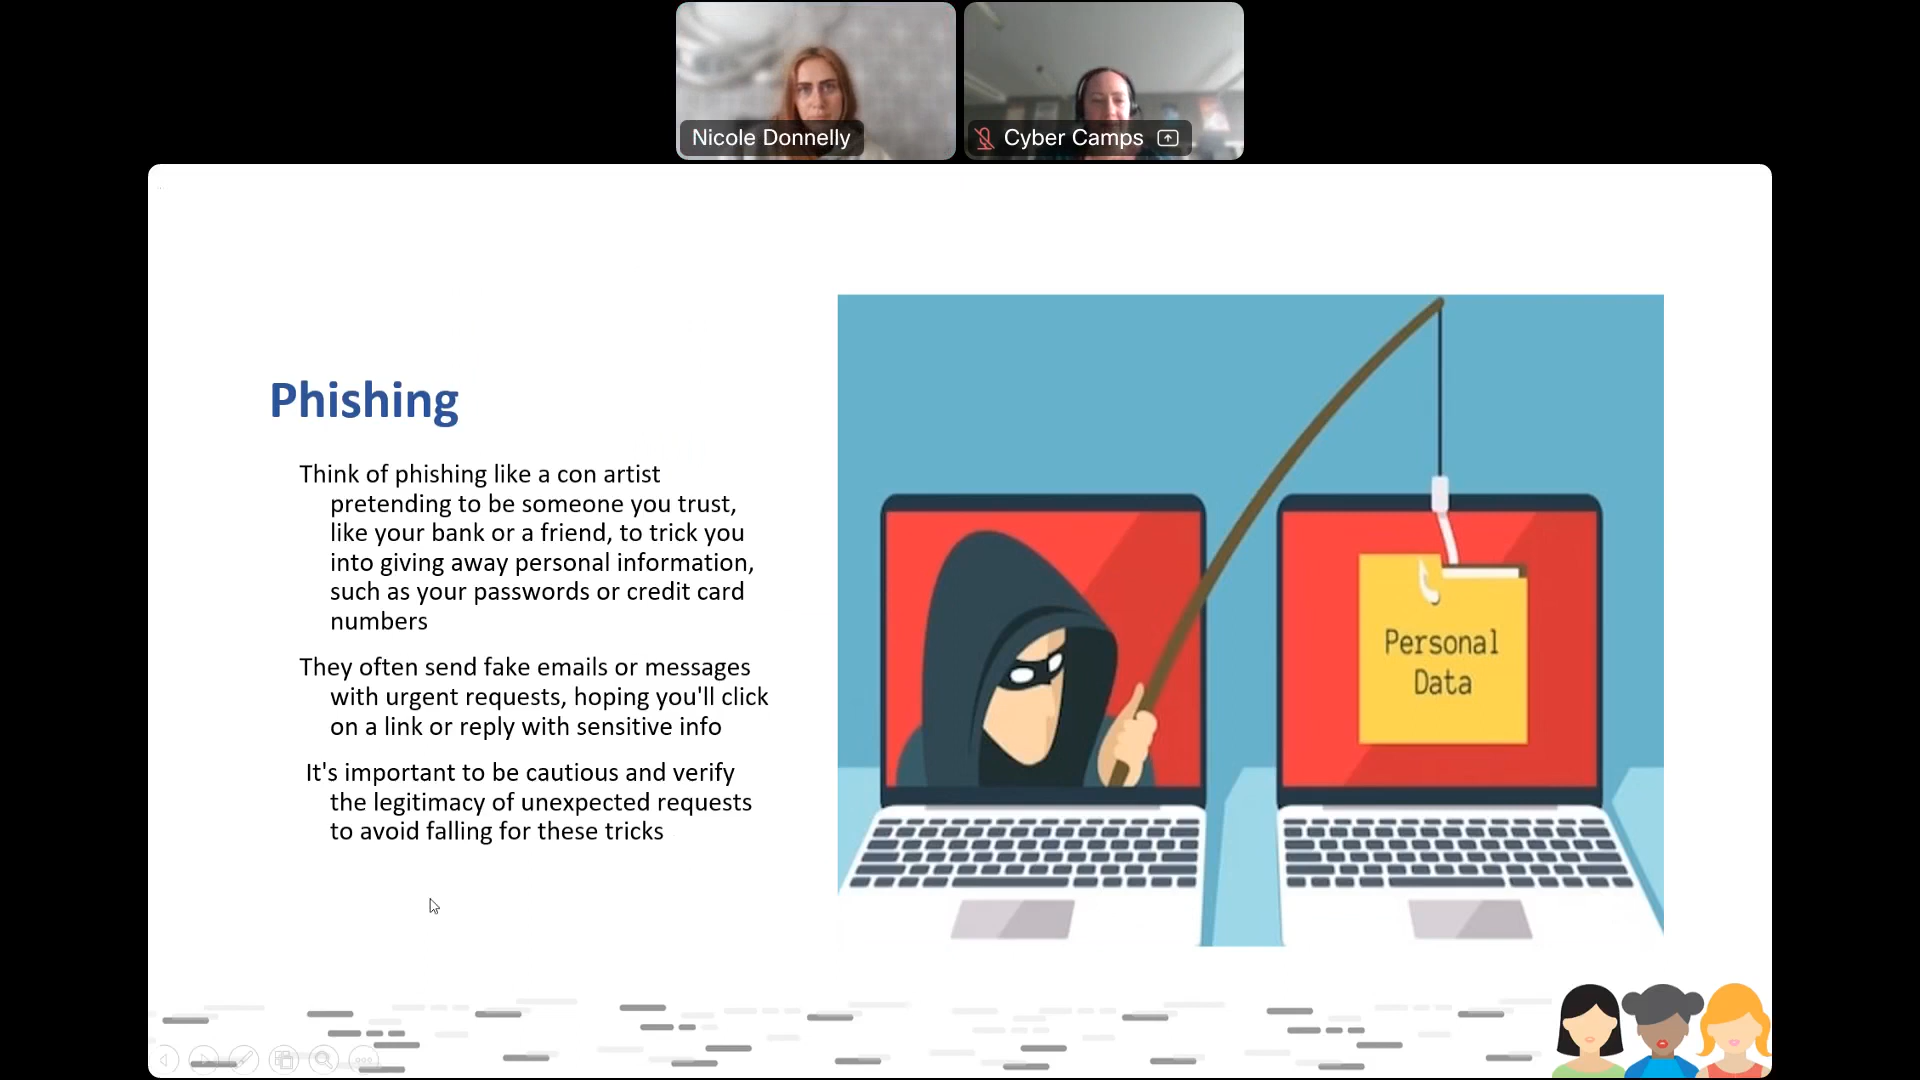 Nicole Donnelly
Cyber Camps
Phishing
Think of phishing like a con artist
pretending to be someone you trust,
like your bank or a friend, to trick you
into giving away personal information,
such as your passwords or credit card
numbers
They often send fake emails or messages
with urgent requests, hoping you'll click
on a link or reply with sensitive info
It's important to be cautious and verify
the legitimacy of unexpected requests
to avoid falling for these tricks
Personal
Data